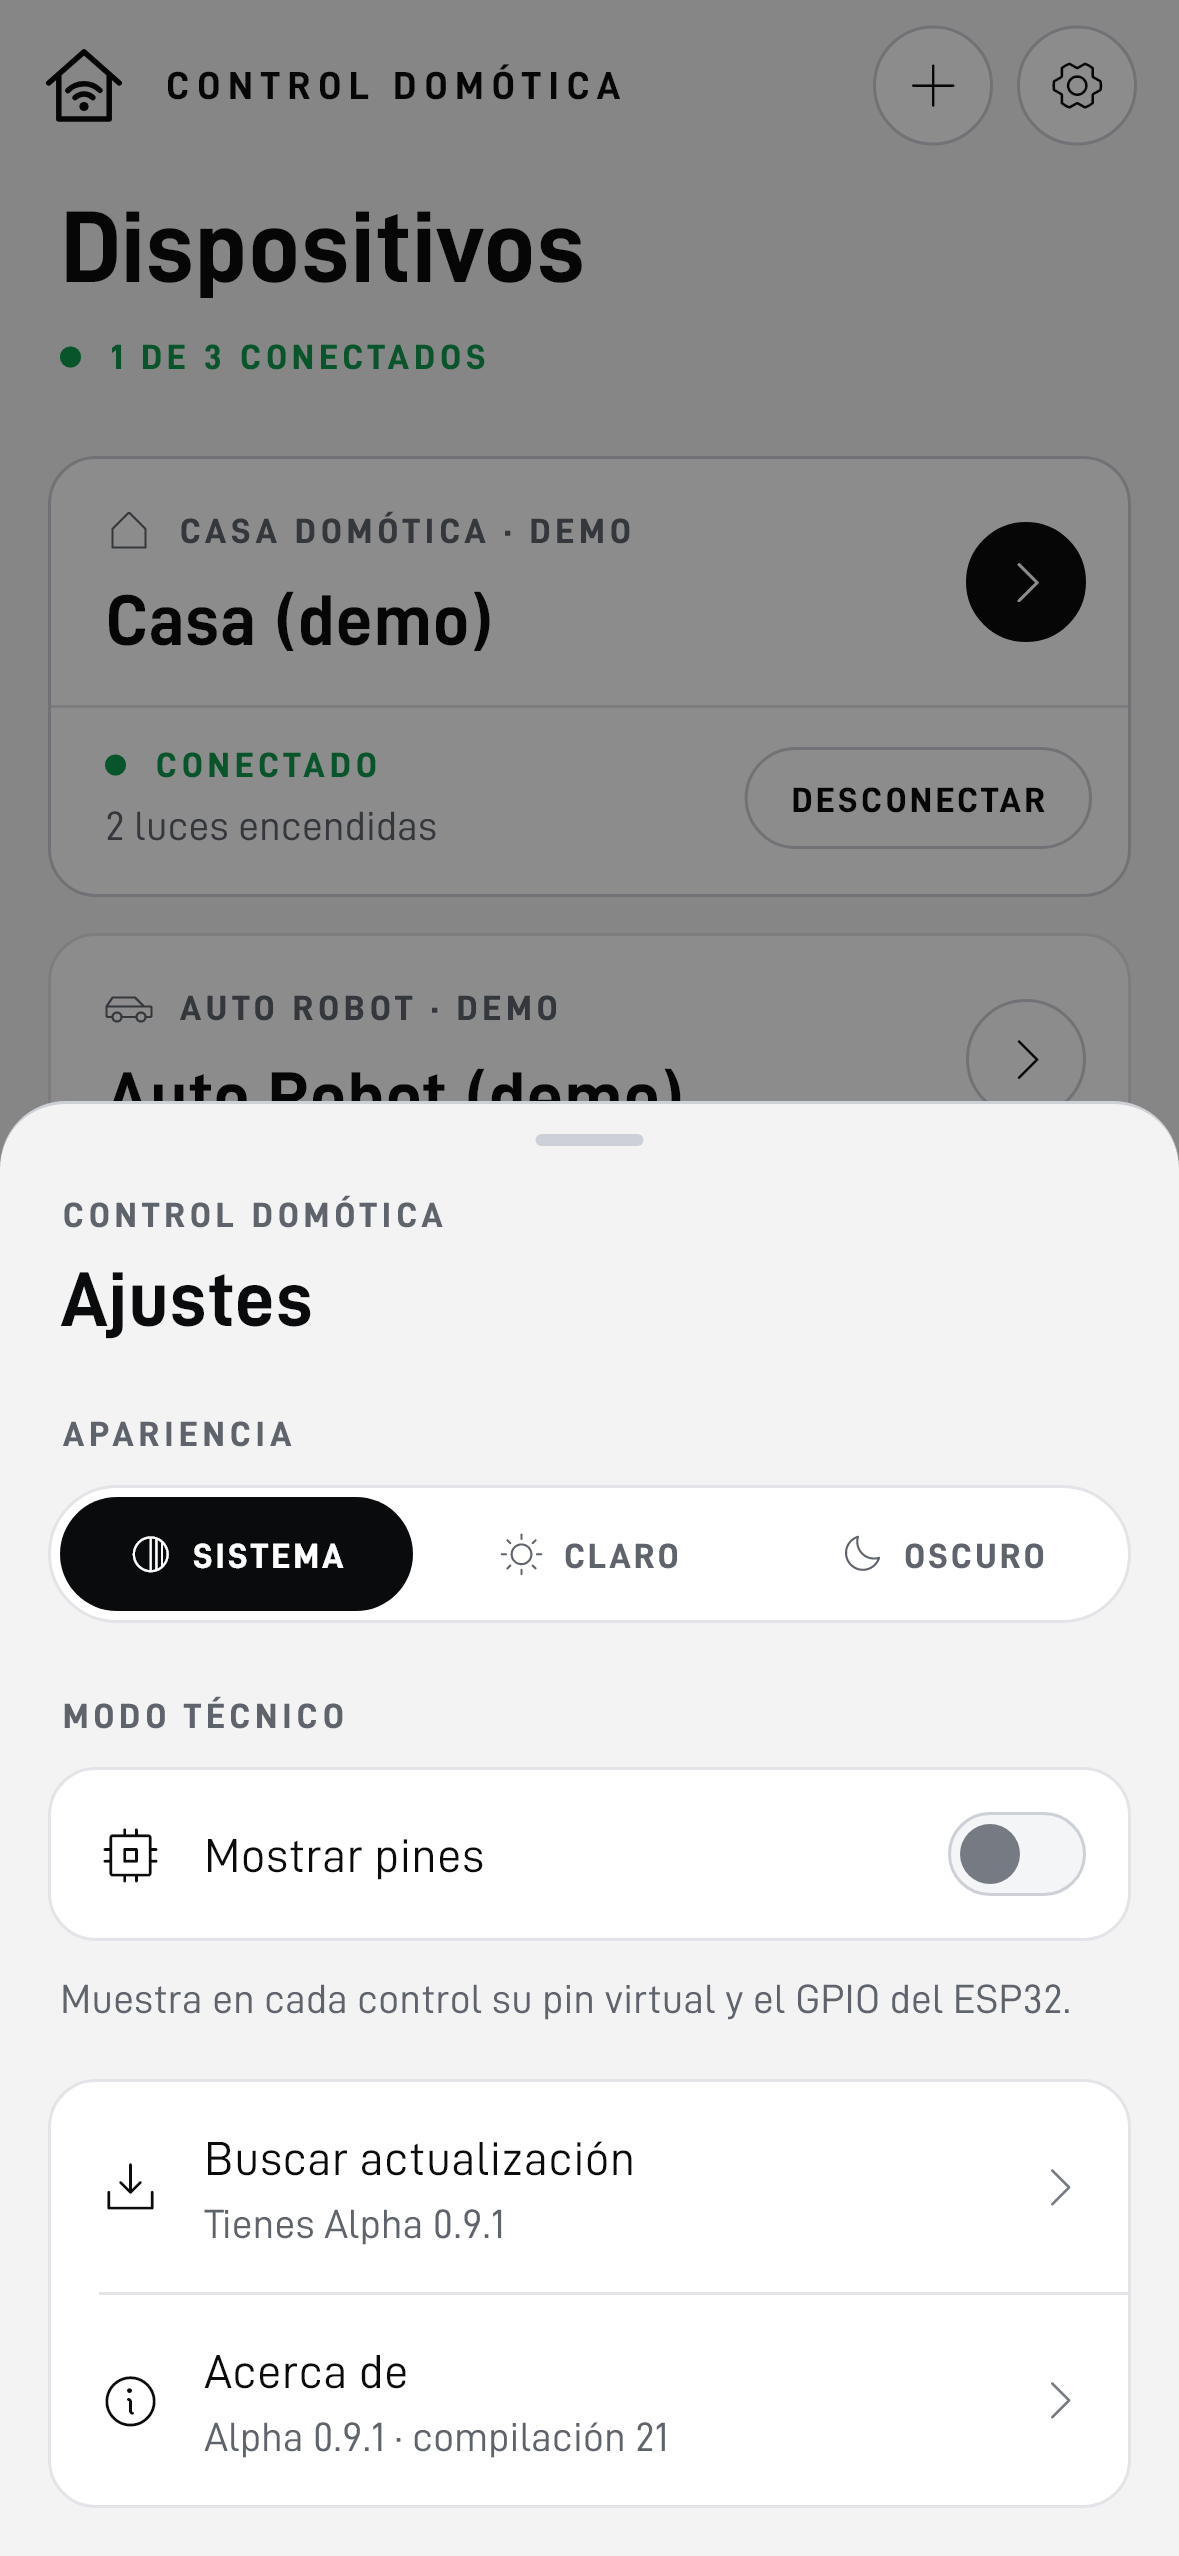 CONTROL DOMÓTICA
Dispositivos
1 DE 3 CONECTADOS
CASA DOMÓTICA · DEMO
Casa (demo)
CONECTADO
2 luces encendidas
DESCONECTAR
AUTO ROBOT · DEMO
Auto Robot (demo)
CONTROL DOMÓTICA
Ajustes
APARIENCIA
SISTEMA CLARO OSCURO
MODO TÉCNICO
Mostrar pines
Muestra en cada control su pin virtual y el GPIO del ESP32.
Buscar actualización
Tienes Alpha 0.9.1
Acerca de
Alpha 0.9.1 · compilación 21